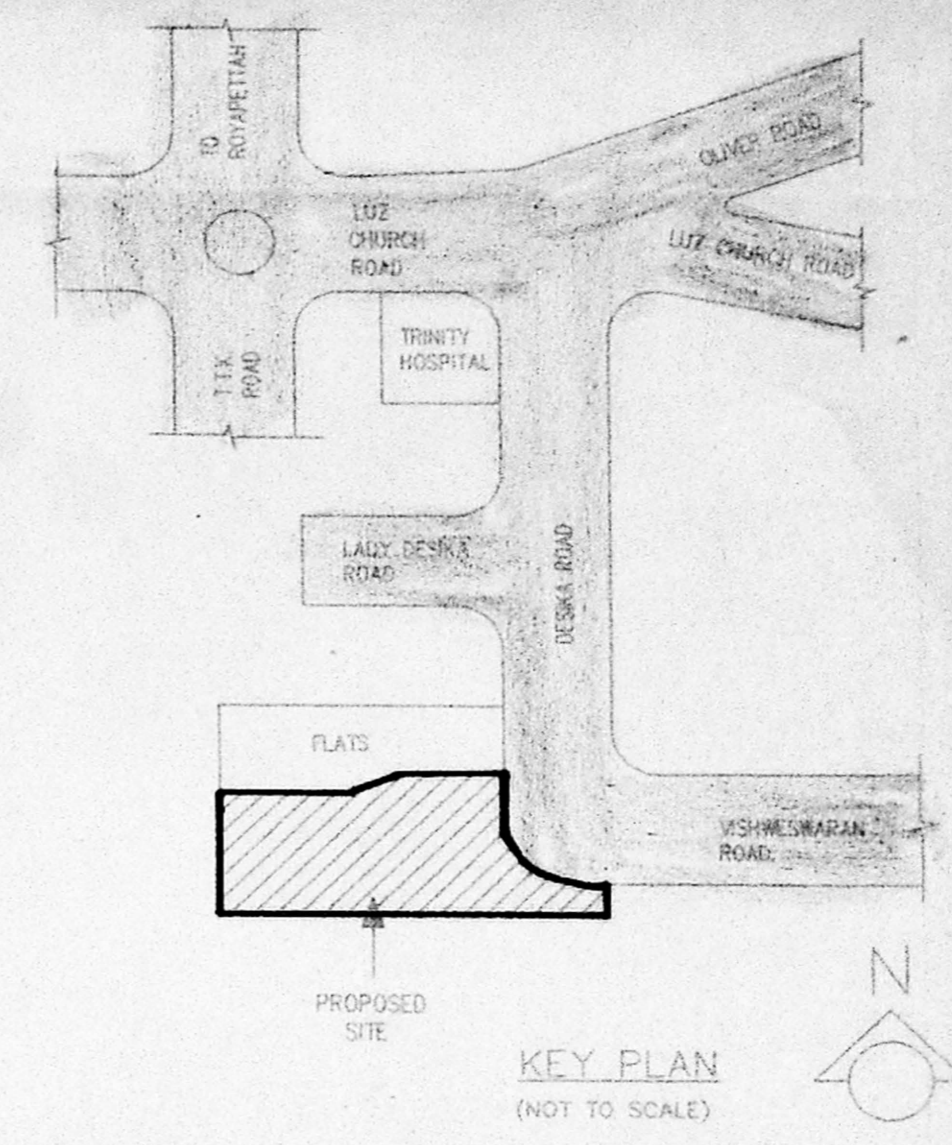 TO
ROYAPETTAH
OLIVER ROAD
LUZ
CHURCH
ROAD
LUZ CHURCH ROAD
TRINITY
HOSPITAL
T.T.K.
ROAD
LADY DESIKA
ROAD
DESIKA ROAD
FLATS
VISHWESWARAN
ROAD.
PROPOSED
SITE
N
KEY PLAN
(NOT TO SCALE)